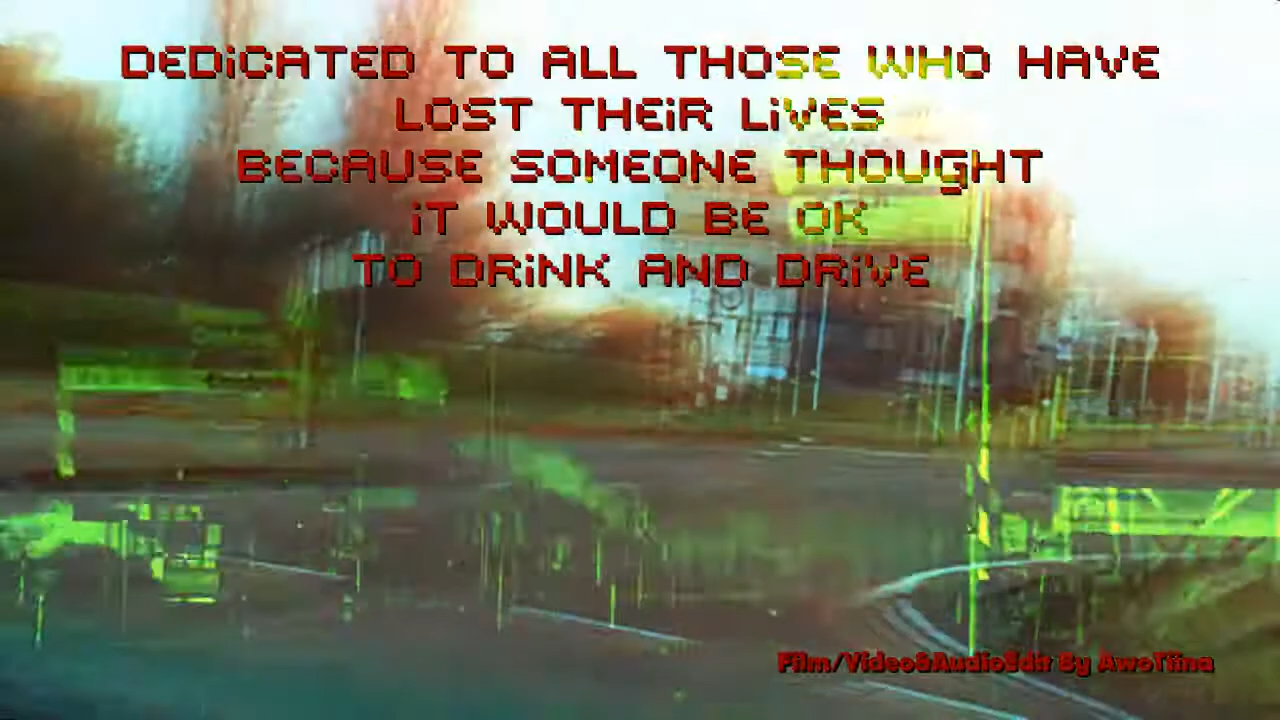 DEDiCATED TO ALL THOSE WHO HAVE
LOST THEiR LiVES
BECAUSE SOMEONE THOUGHT
iT WOULD BE OK
TO DRiNK AND DRiVE
Film/Video&AudioEdit By AwoTiina